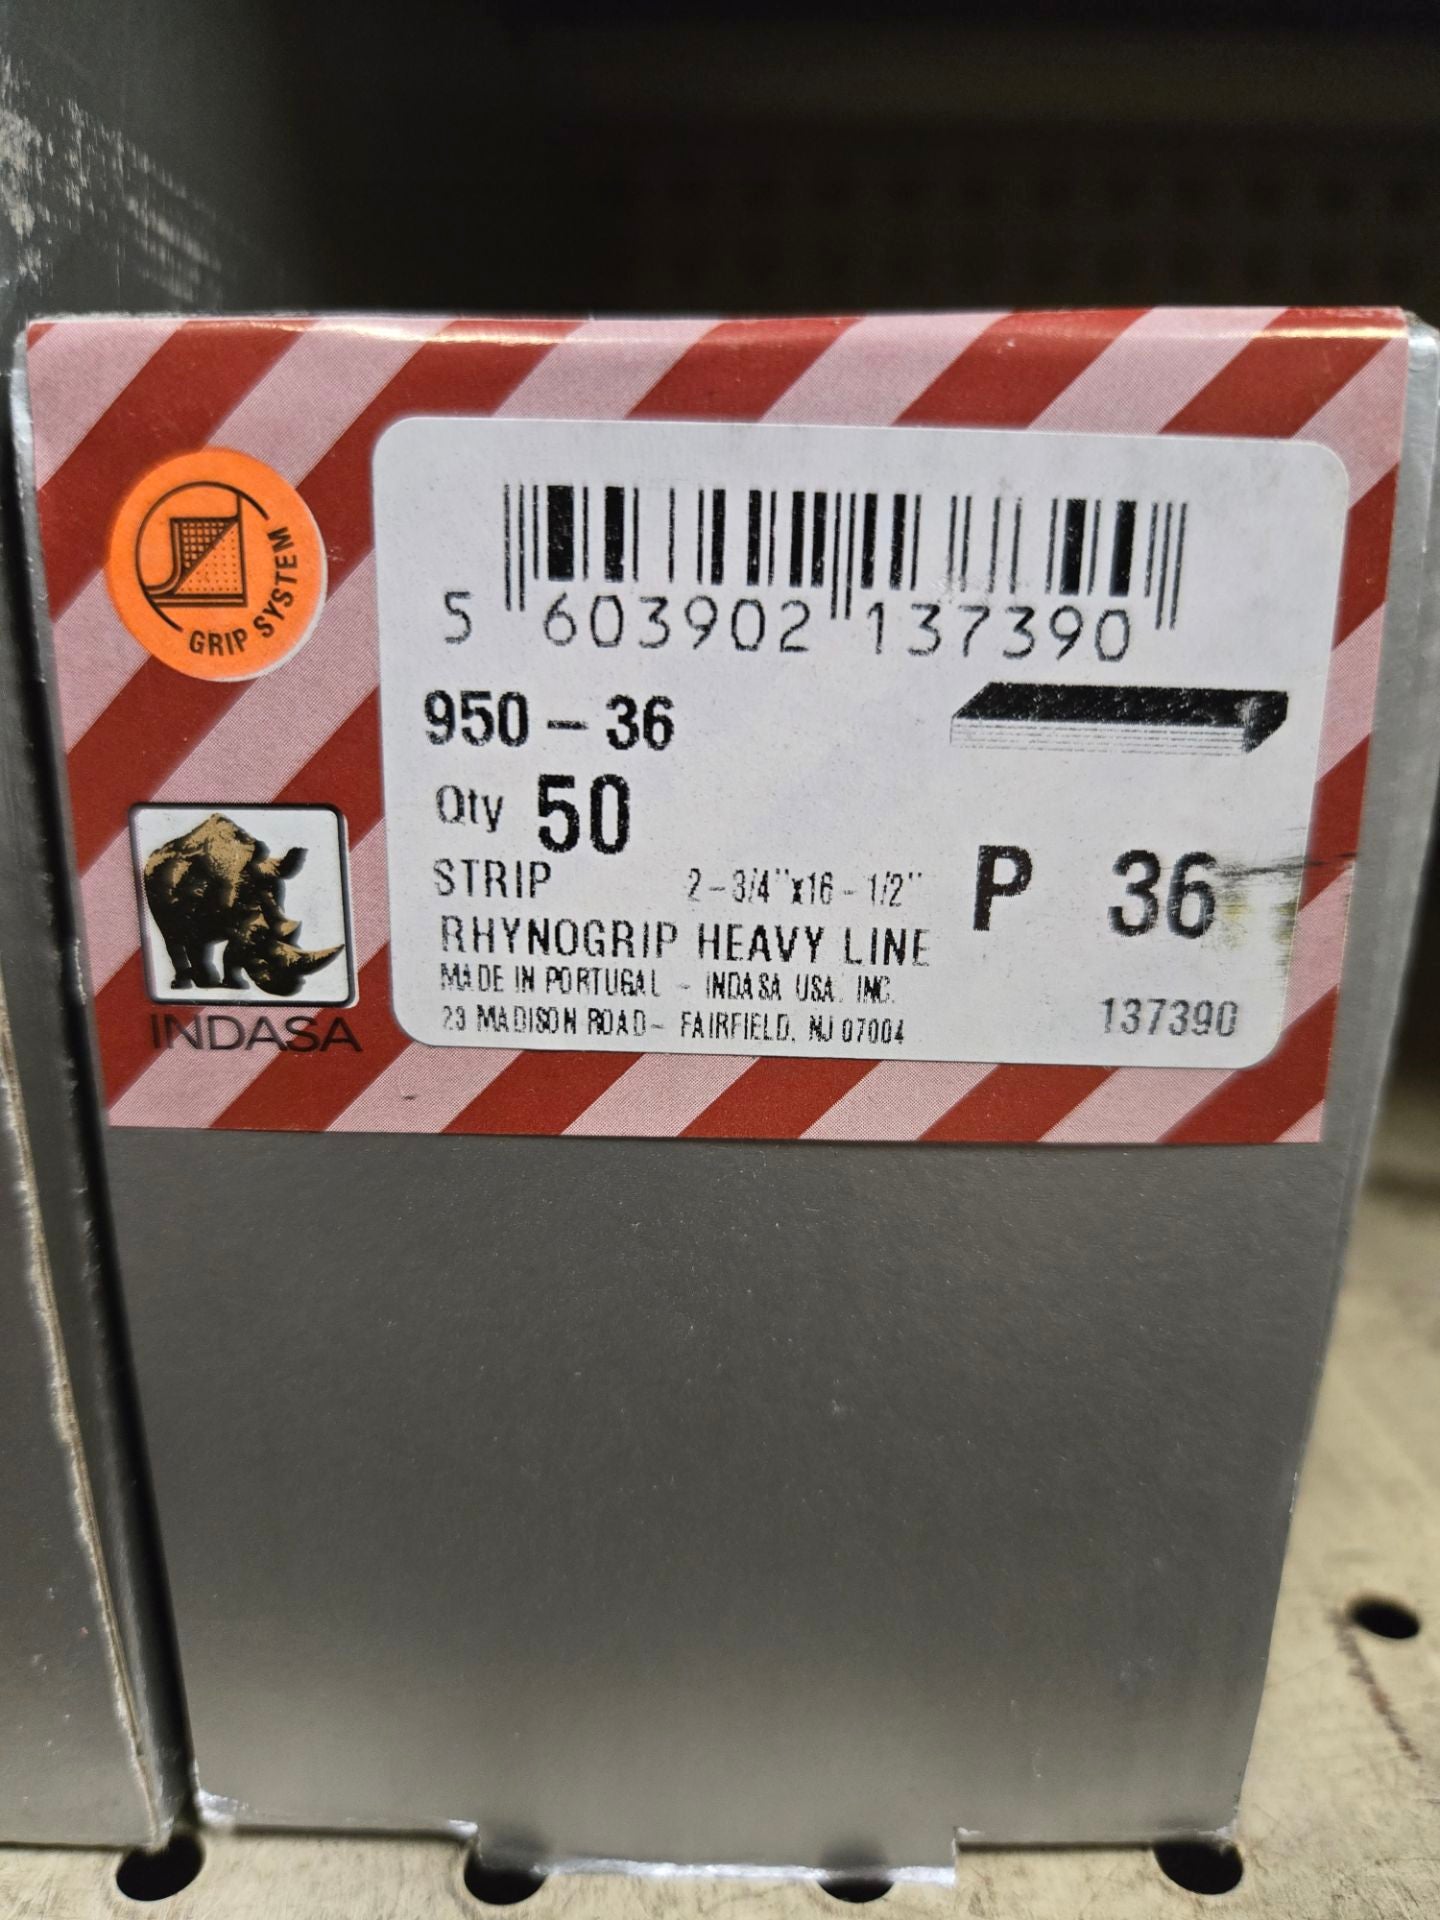 GRIP SYSTEM
5 603902 137390
950-36
Qty 50
STRIP 2-3/4"x16-1/2"
P 36
RHYNOGRIP HEAVY LINE
MADE IN PORTUGAL - INDASA USA, INC.
23 MADISON ROAD- FAIRFIELD, NJ 07004
137390
INDASA